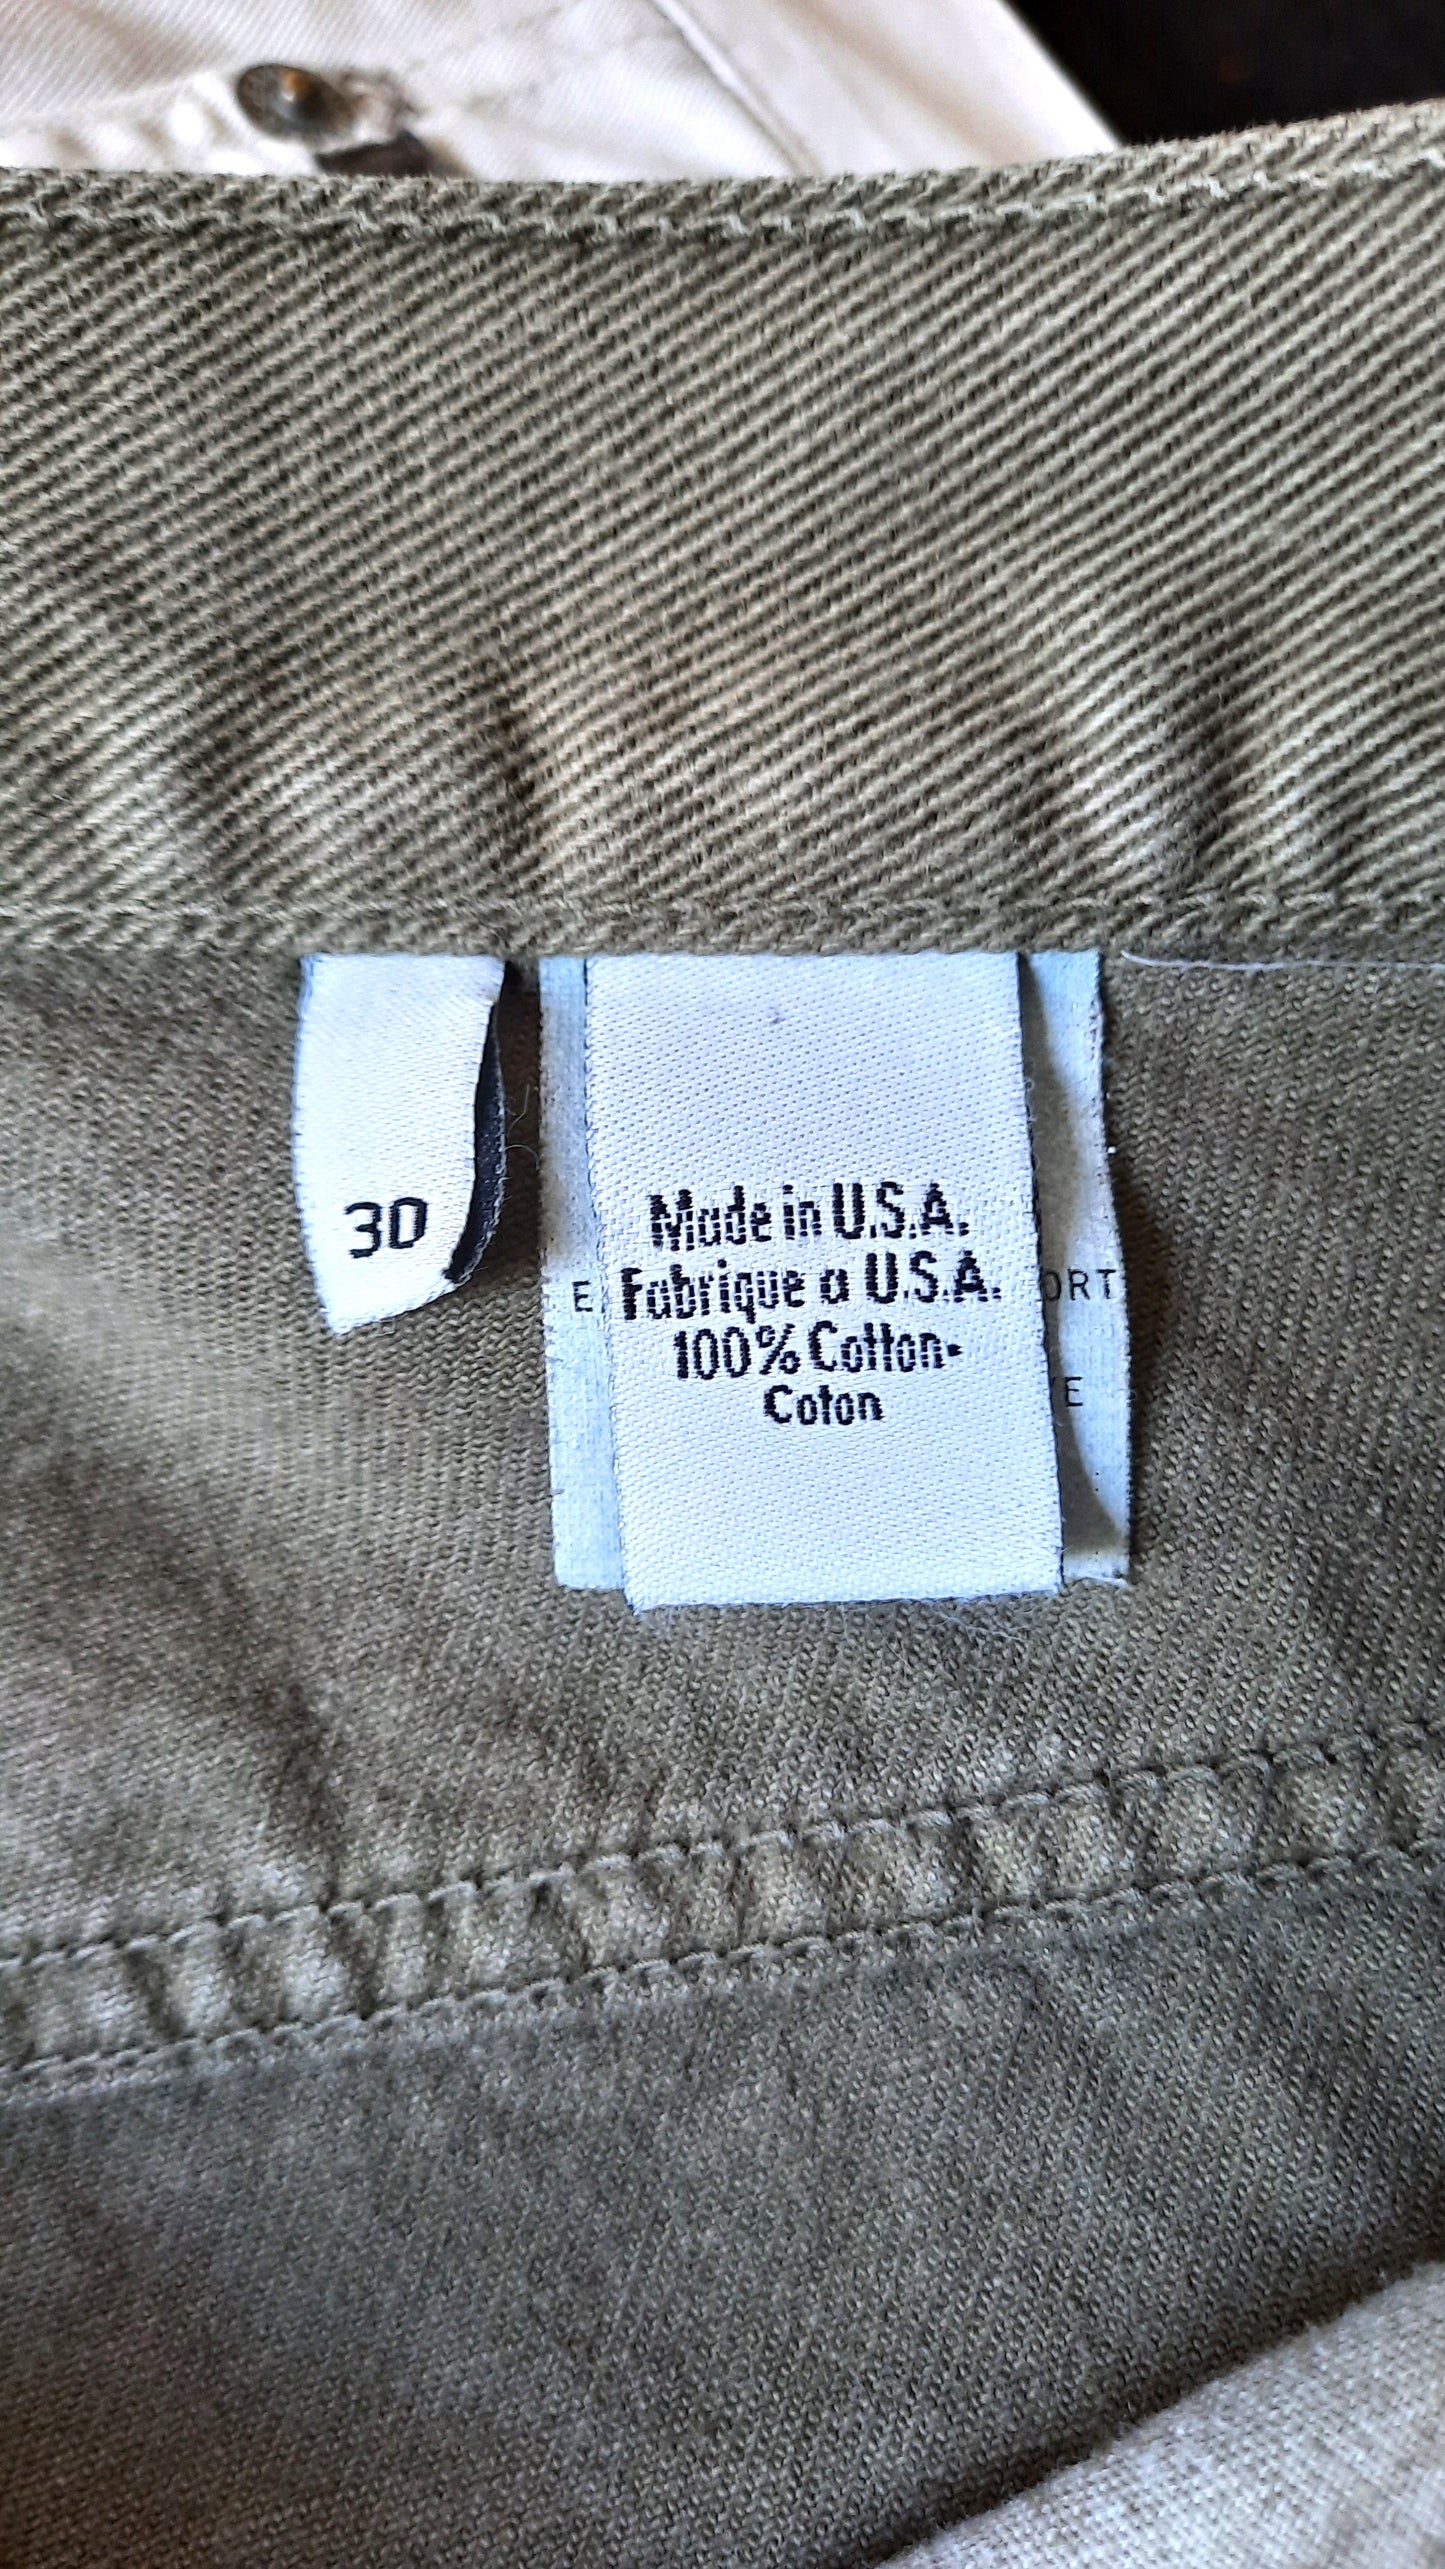 30
Made in U.S.A.
Fabrique a U.S.A.
100% Cotton-
Coton